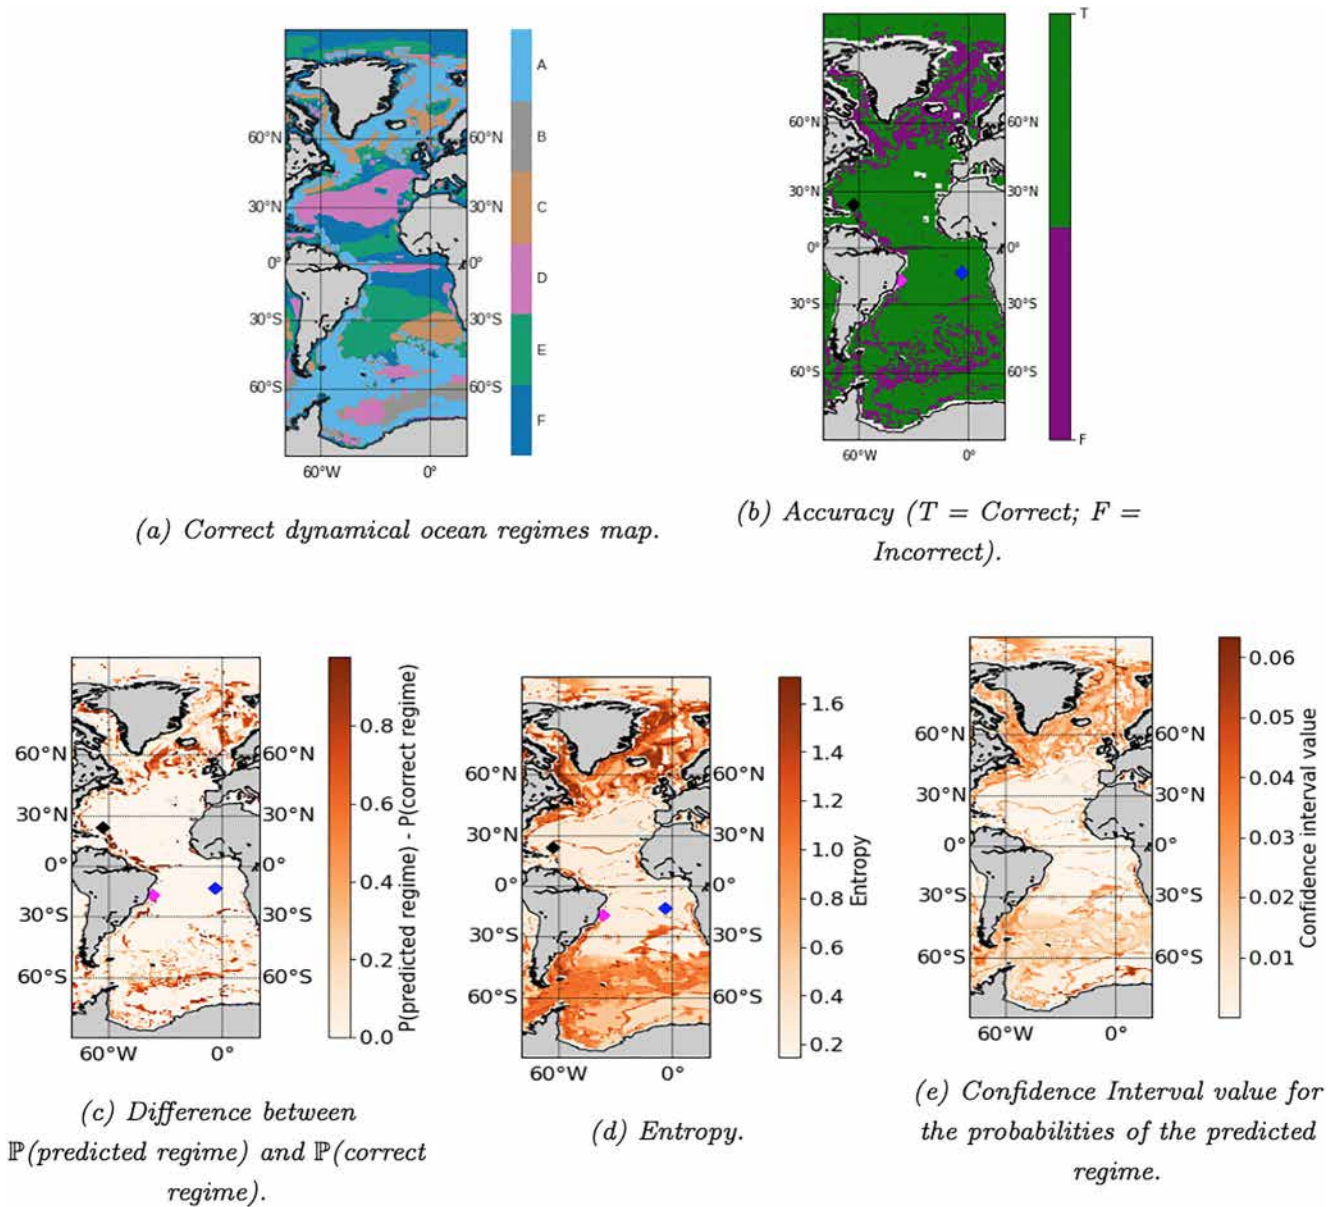 60°N
30°N
0°
30°S
60°S
60°N
30°N
0°
30°S
60°S
60°W
0°
A
B
C
D
E
F
(a) Correct dynamical ocean regimes map.
60°N
30°N
0°
30°S
60°S
60°N
30°N
0°
30°S
60°S
60°W
0°
T
F
(b) Accuracy (T = Correct; F =
Incorrect).
60°N
30°N
0°
30°S
60°S
60°N
30°N
0°
30°S
60°S
60°W
0°
0.8
0.6
0.4
0.2
0.0
P(predicted regime) - P(correct regime)
(c) Difference between
ℙ(predicted regime) and ℙ(correct
regime).
60°N
30°N
0°
30°S
60°S
60°N
30°N
0°
30°S
60°S
60°W
0°
1.6
1.4
1.2
1.0
0.8
0.6
0.4
0.2
Entropy
(d) Entropy.
60°N
30°N
0°
30°S
60°S
60°N
30°N
0°
30°S
60°S
60°W
0°
0.06
0.05
0.04
0.03
0.02
0.01
Confidence interval value
(e) Confidence Interval value for
the probabilities of the predicted
regime.